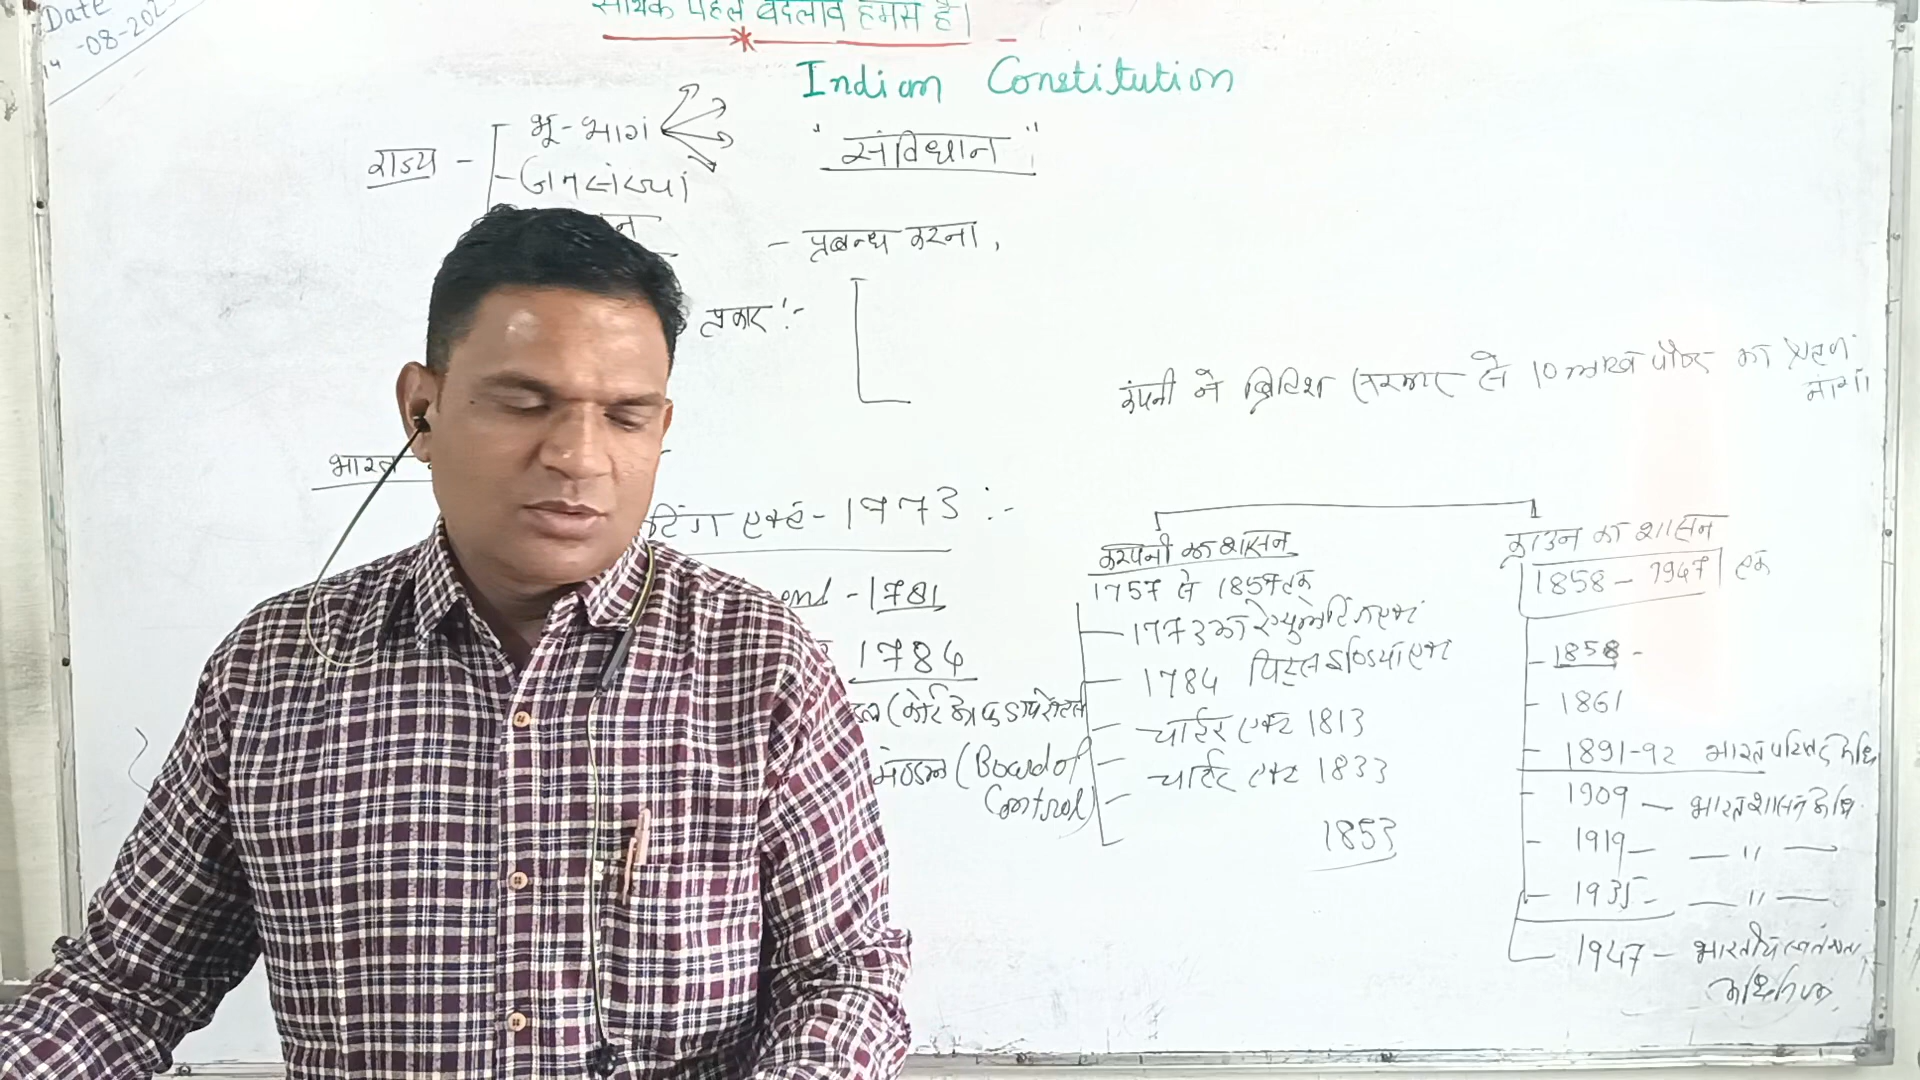 Date
-08-202
सार्थक पहल बदलाव हमसे है।
Indian Constitution
राज्य -
भू-भाग
- जनसंख्या
"संविधान"
- प्रबन्ध करना,
प्रकार :-
कंपनी ने ब्रिटिश सरकार से 10 लाख पौण्ड का ऋण मांगा
भारत
टिंग एक्ट- 1773 :-
end - 1781
1784
(कोर्ट ऑफ डायरेक्टर
मण्डल (Board of Control)
कम्पनी का शासन
1757 से 1857 तक
1773 का रेग्युलेटिंग एक्ट
1784 पिट्स इण्डिया एक्ट
चार्टर एक्ट 1813
चार्टर एक्ट 1833
1853
क्राउन का शासन
1858 - 1947 तक
1858 -
1861
1891-92 भारत परिषद अधि
1909 - भारत शासन अधि.
1919 - — " —
1935 - — " —
1947 - भारतीय स्वतंत्रता अधिनियम